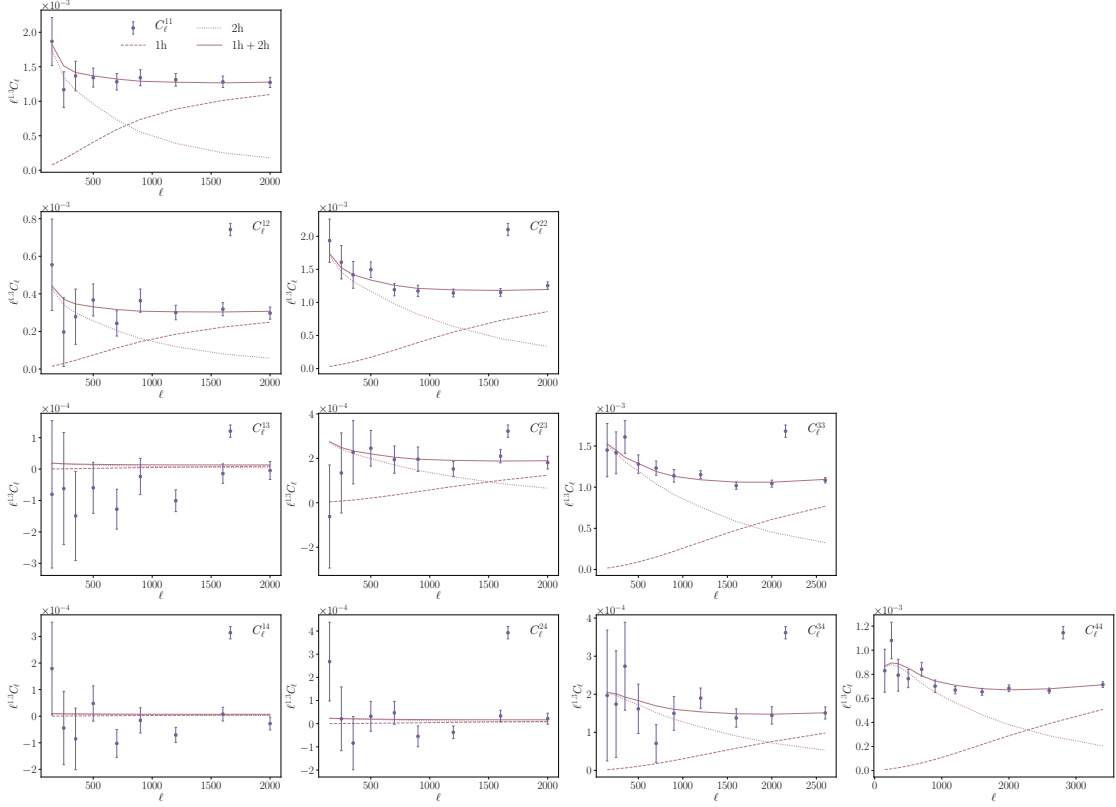 ×10⁻³
C_ℓ^{11} 2h
1h 1h + 2h
ℓ^{1.3}C_ℓ
2.0
1.5
1.0
0.5
0.0
500 1000 1500 2000
ℓ
×10⁻³
C_ℓ^{12}
ℓ^{1.3}C_ℓ
0.8
0.6
0.4
0.2
0.0
500 1000 1500 2000
ℓ
×10⁻³
C_ℓ^{22}
ℓ^{1.3}C_ℓ
2.0
1.5
1.0
0.5
0.0
500 1000 1500 2000
ℓ
×10⁻⁴
C_ℓ^{13}
ℓ^{1.3}C_ℓ
1
0
−1
−2
−3
500 1000 1500 2000
ℓ
×10⁻⁴
C_ℓ^{23}
ℓ^{1.3}C_ℓ
4
2
0
−2
500 1000 1500 2000
ℓ
×10⁻³
C_ℓ^{33}
ℓ^{1.3}C_ℓ
1.5
1.0
0.5
0.0
500 1000 1500 2000 2500
ℓ
×10⁻⁴
C_ℓ^{14}
ℓ^{1.3}C_ℓ
3
2
1
0
−1
−2
500 1000 1500 2000
ℓ
×10⁻⁴
C_ℓ^{24}
ℓ^{1.3}C_ℓ
4
3
2
1
0
−1
−2
500 1000 1500 2000
ℓ
×10⁻⁴
C_ℓ^{34}
ℓ^{1.3}C_ℓ
4
3
2
1
0
500 1000 1500 2000
ℓ
×10⁻³
C_ℓ^{44}
ℓ^{1.3}C_ℓ
1.2
1.0
0.8
0.6
0.4
0.2
0.0
1000 2000 3000
ℓ